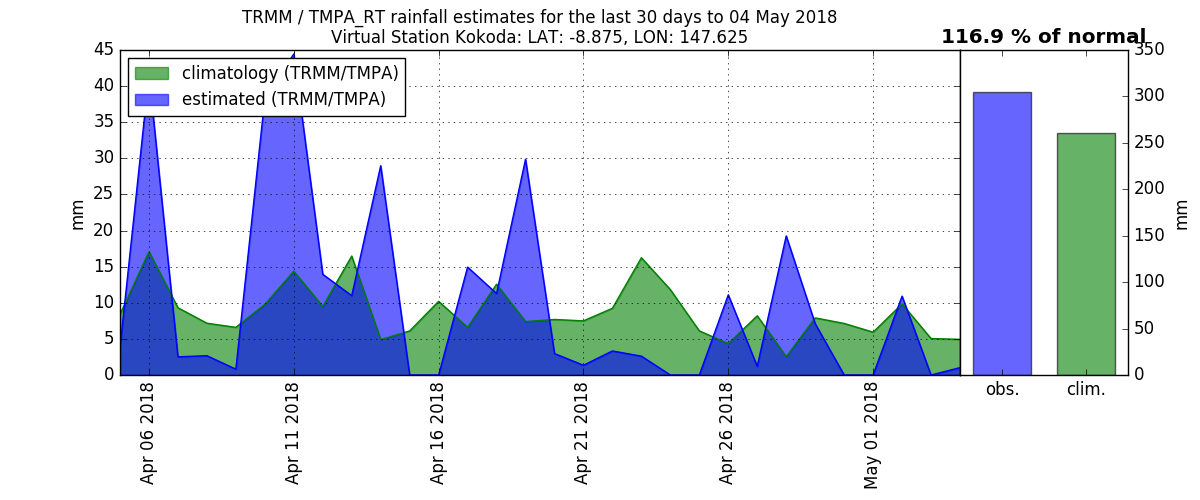 TRMM / TMPA_RT rainfall estimates for the last 30 days to 04 May 2018
Virtual Station Kokoda: LAT: -8.875, LON: 147.625
116.9 % of normal
climatology (TRMM/TMPA)
estimated (TRMM/TMPA)
45
40
35
30
25
20
15
10
5
0
mm
Apr 06 2018
Apr 11 2018
Apr 16 2018
Apr 21 2018
Apr 26 2018
May 01 2018
350
300
250
200
150
100
50
0
mm
obs.
clim.